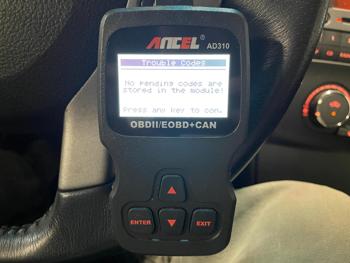 ANCEL
AD310
Trouble Codes
No pending codes are
stored in the module!
Press any key to con.
OBDII/EOBD+CAN
ENTER
EXIT
CD